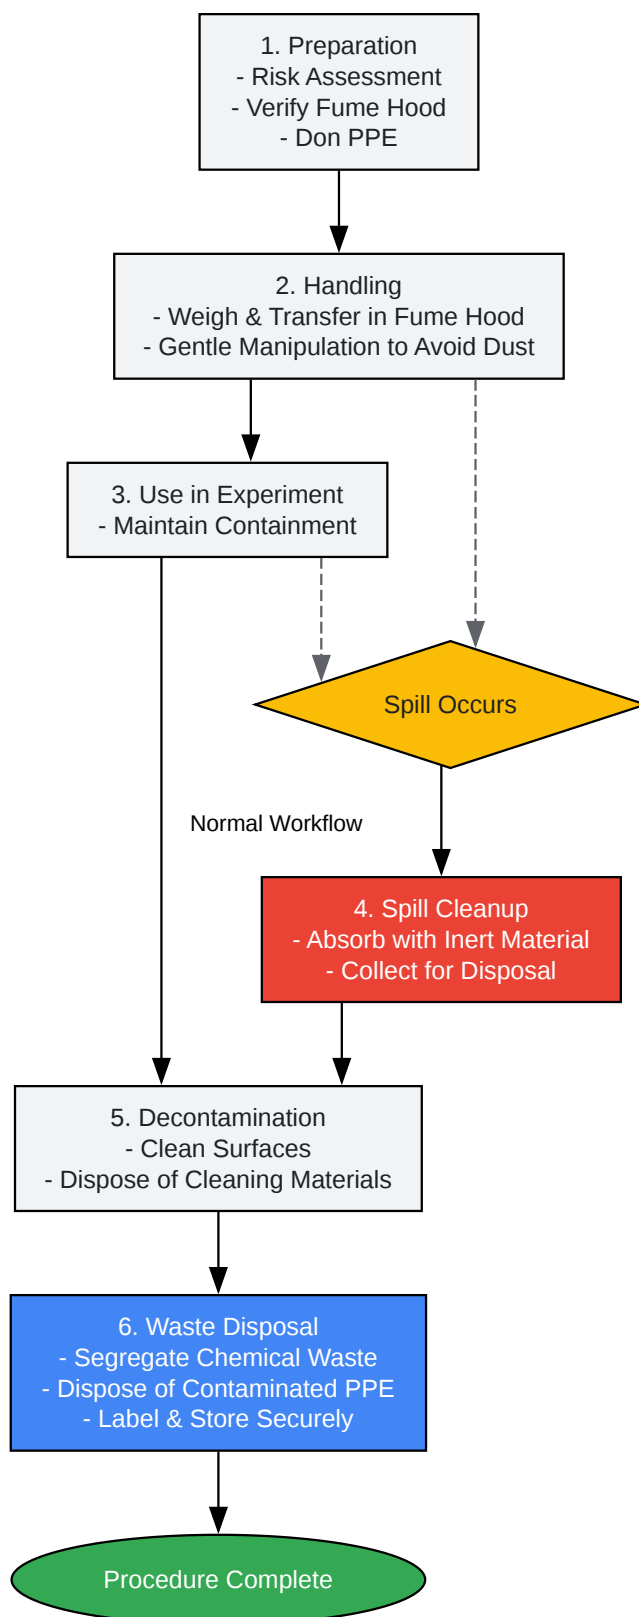 1. Preparation
- Risk Assessment
- Verify Fume Hood
- Don PPE
2. Handling
- Weigh & Transfer in Fume Hood
- Gentle Manipulation to Avoid Dust
3. Use in Experiment
- Maintain Containment
Spill Occurs
Normal Workflow
4. Spill Cleanup
- Absorb with Inert Material
- Collect for Disposal
5. Decontamination
- Clean Surfaces
- Dispose of Cleaning Materials
6. Waste Disposal
- Segregate Chemical Waste
- Dispose of Contaminated PPE
- Label & Store Securely
Procedure Complete